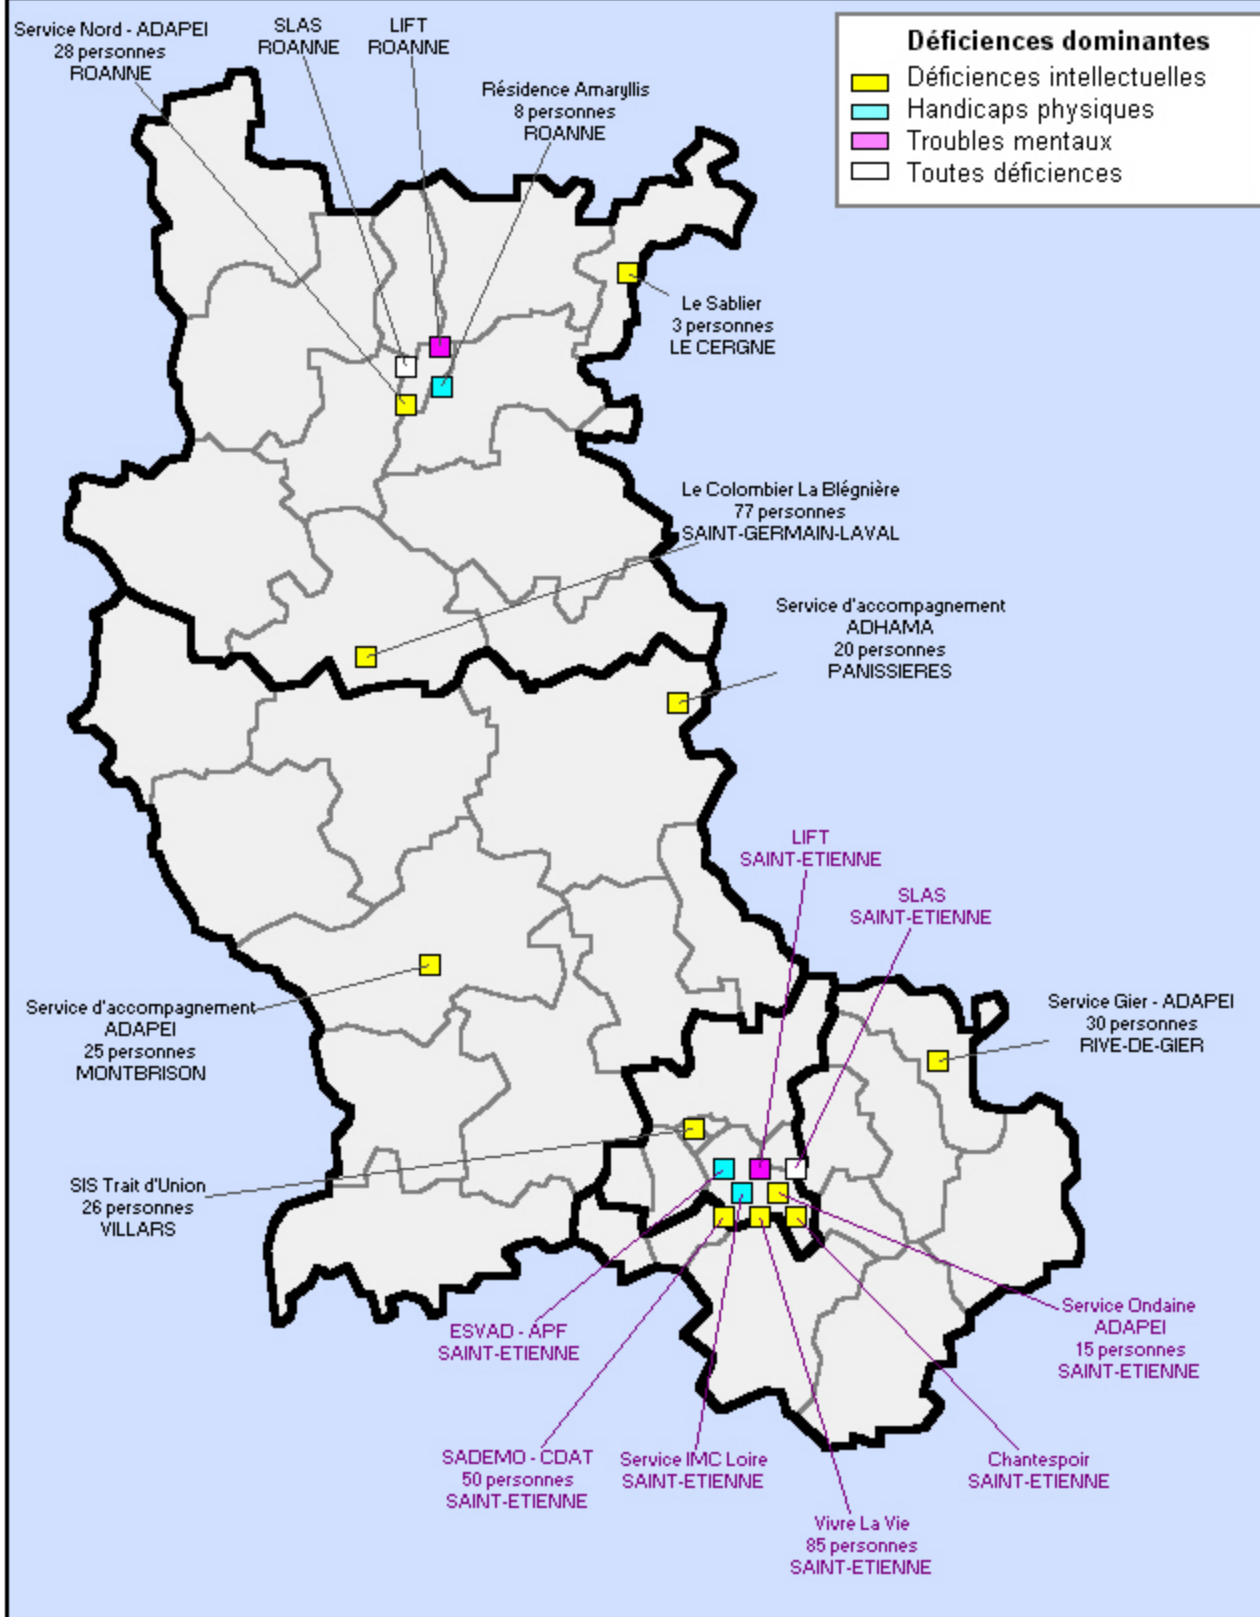 Service Nord - ADAPEI
28 personnes
ROANNE
SLAS
ROANNE
LIFT
ROANNE
Résidence Amaryllis
8 personnes
ROANNE
Déficiences dominantes
Déficiences intellectuelles
Handicaps physiques
Troubles mentaux
Toutes déficiences
Le Sablier
3 personnes
LE CERGNE
Le Colombier La Blégnière
77 personnes
SAINT-GERMAIN-LAVAL
Service d'accompagnement
ADHAMA
20 personnes
PANISSIERES
LIFT
SAINT-ETIENNE
SLAS
SAINT-ETIENNE
Service d'accompagnement
ADAPEI
25 personnes
MONTBRISON
Service Gier - ADAPEI
30 personnes
RIVE-DE-GIER
SIS Trait d'Union
26 personnes
VILLARS
ESVAD - APF
SAINT-ETIENNE
Service Ondaine
ADAPEI
15 personnes
SAINT-ETIENNE
SADEMO - CDAT
50 personnes
SAINT-ETIENNE
Service IMC Loire
SAINT-ETIENNE
Chantespoir
SAINT-ETIENNE
Vivre La Vie
85 personnes
SAINT-ETIENNE